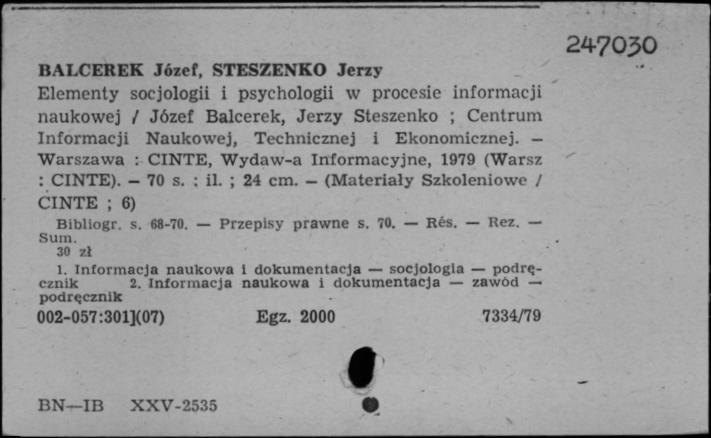 247030
BALCEREK Józef, STESZENKO Jerzy
Elementy socjologii i psychologii w procesie informacji
naukowej / Józef Balcerek, Jerzy Steszenko ; Centrum
Informacji Naukowej, Technicznej i Ekonomicznej. —
Warszawa : CINTE, Wydaw-a Informacyjne, 1979 (Warsz
: CINTE). — 70 s. : il. ; 24 cm. — (Materiały Szkoleniowe /
CINTE ; 6)
Bibliogr. s. 68-70. — Przepisy prawne s. 70. — Rés. — Rez. —
Sum.
30 zł
1. Informacja naukowa i dokumentacja — socjologia — podrę-
cznik 2. Informacja naukowa i dokumentacja — zawód —
podręcznik
002-057:301](07) Egz. 2000 7334/79
BN—IB XXV-2535